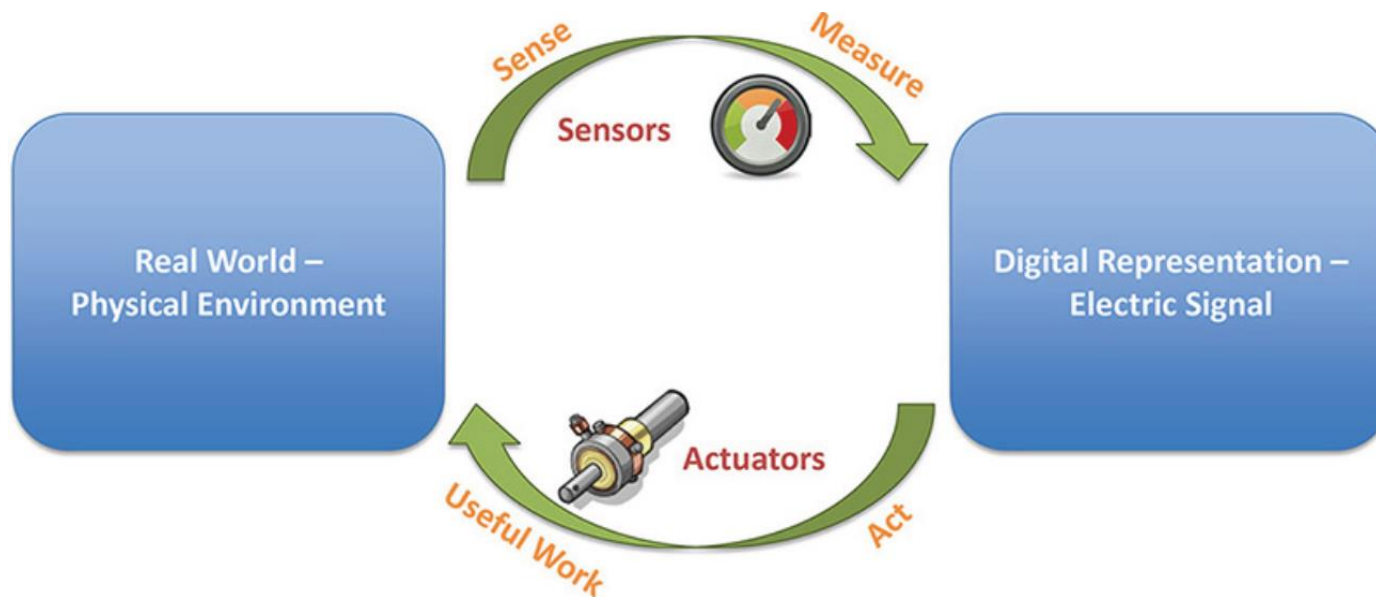 Sense
Measure
Sensors
Real World –
Physical Environment
Digital Representation –
Electric Signal
Actuators
Useful Work
Act